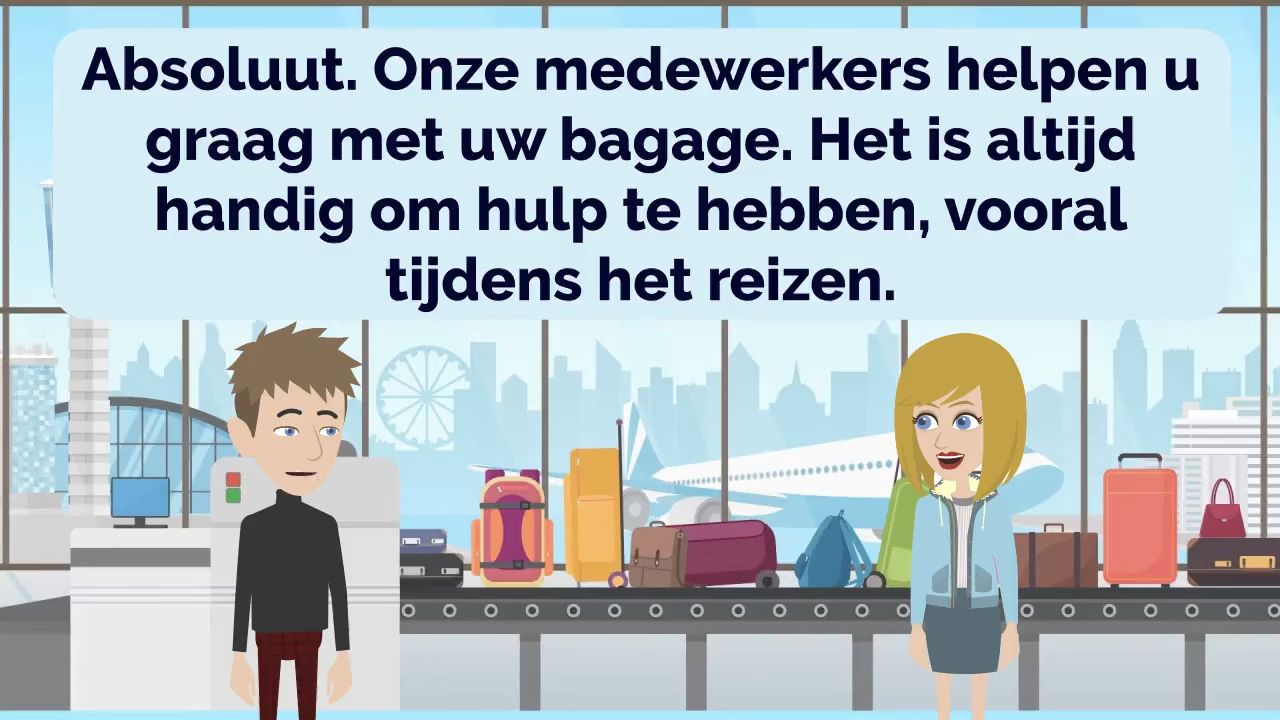 Absoluut. Onze medewerkers helpen u
graag met uw bagage. Het is altijd
handig om hulp te hebben, vooral
tijdens het reizen.